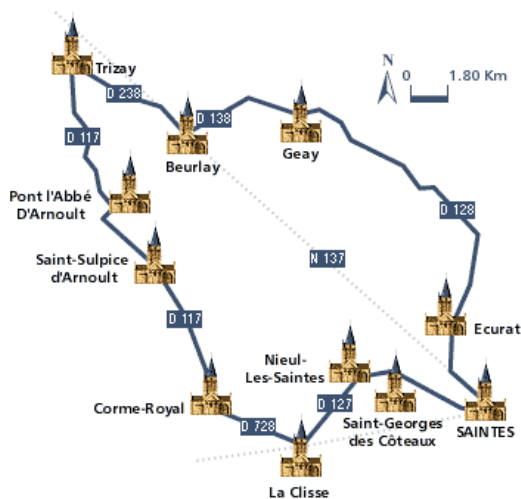 Trizay
N
0 1.80 Km
D 238
D 138
D 117
Beurlay
Geay
Pont l'Abbé
D'Arnoult
D 128
Saint-Sulpice
d'Arnoult
N 137
D 117
Ecurat
Nieul-
Les-Saintes
Corme-Royal
D 127
Saint-Georges
des Côteaux
SAINTES
D 728
La Clisse